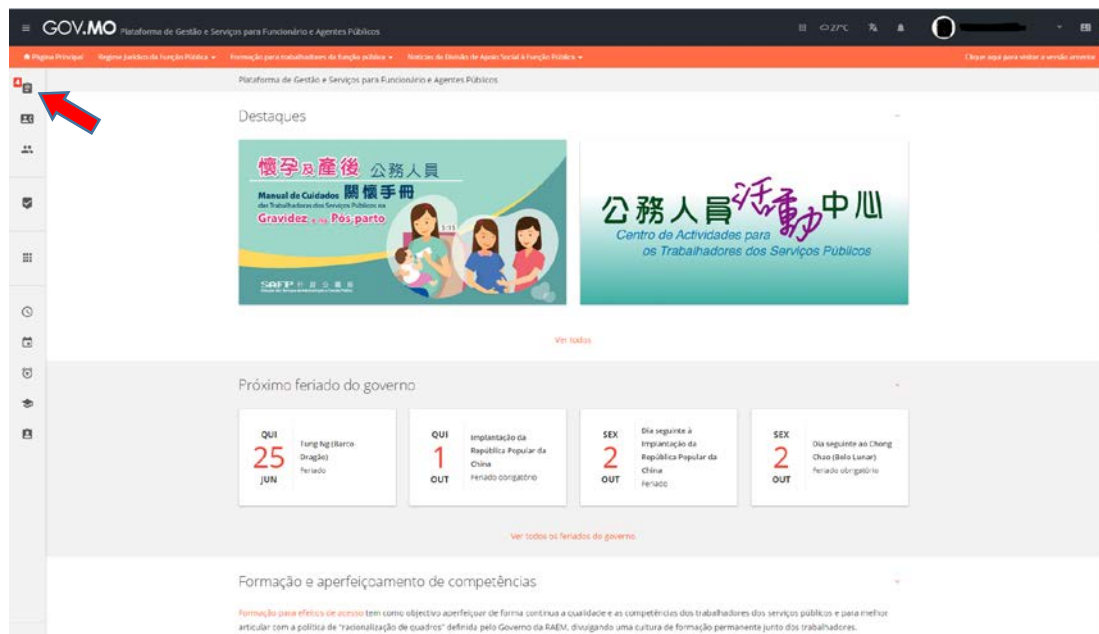 GOV.MO Plataforma de Gestão e Serviços para Funcionário e Agentes Públicos
27°C
Página Principal Regime Jurídico da Função Pública Formação para trabalhadores da função pública Notícias da Divisão de Apoio Social à Função Pública Clique aqui para visitar a versão anterior
4
Plataforma de Gestão e Serviços para Funcionário e Agentes Públicos
Destaques
懷孕及產後 公務人員
Manual de Cuidados 關懷手冊
dos Trabalhadores dos Serviços Públicos na
Gravidez e no Pós-parto
SAFP
公務人員活動中心
Centro de Actividades para
os Trabalhadores dos Serviços Públicos
Ver todos
Próximo feriado do governo
QUI
25
JUN
Tung Ng (Barco
Dragão)
Feriado
QUI
1
OUT
Implantação da
República Popular da
China
Feriado obrigatório
SEX
2
OUT
Dia seguinte à
Implantação da
República Popular da
China
Feriado
SEX
2
OUT
Dia seguinte ao Chong
Chao (Bolo Lunar)
Feriado obrigatório
Ver todos os feriados do governo
Formação e aperfeiçoamento de competências
Formação para efeitos de acesso tem como objectivo aperfeiçoar de forma contínua a qualidade e as competências dos trabalhadores dos serviços públicos e para melhor
articular com a política de "racionalização de quadros" definida pelo Governo da RAEM, divulgando uma cultura de formação permanente junto dos trabalhadores.